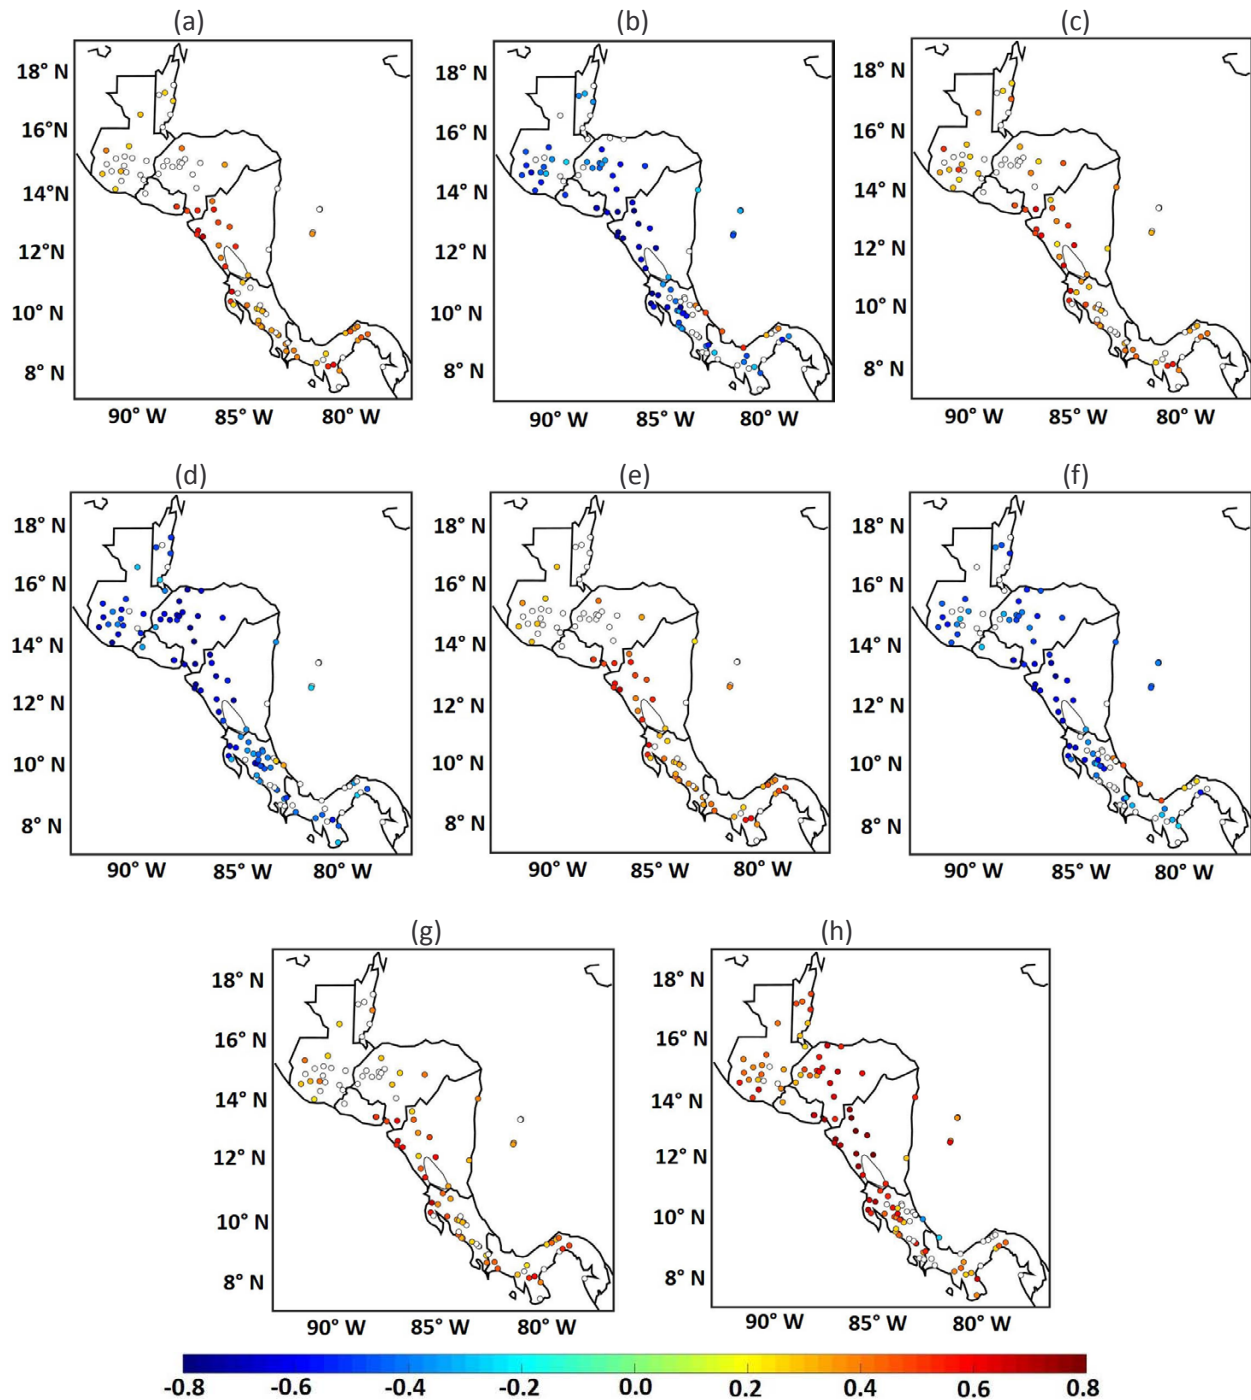 (a) (b) (c)
18° N 18° N 18° N
16° N 16° N 16° N
14° N 14° N 14° N
12°N 12° N 12° N
10° N 10° N 10° N
8° N 8° N 8° N
90° W 85° W 80° W 90° W 85° W 80° W 90° W 85° W 80° W
(d) (e) (f)
18° N 18° N 18° N
16° N 16° N 16° N
14° N 14° N 14° N
12° N 12° N 12° N
10° N 10° N 10° N
8° N 8° N 8° N
90° W 85° W 80° W 90° W 85° W 80° W 90° W 85° W 80° W
(g) (h)
18° N 18° N
16° N 16° N
14° N 14° N
12° N 12° N
10° N 10° N
8° N 8° N
90° W 85° W 80° W 90° W 85° W 80° W
-0.8 -0.6 -0.4 -0.2 0.0 0.2 0.4 0.6 0.8